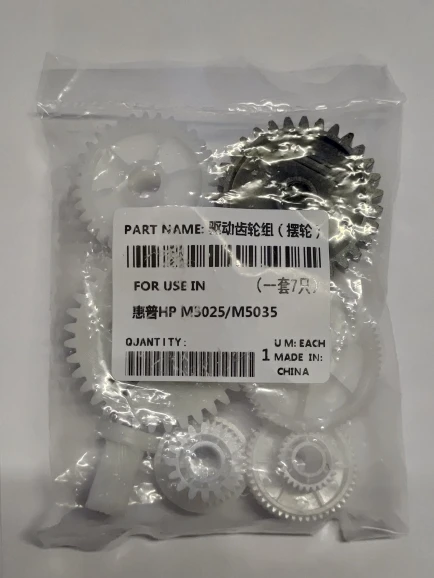 PART NAME: 驱动齿轮组（摆轮）
FOR USE IN （一套7只）
惠普HP M5025/M5035
QUANTITY: 1 U M: EACH
MADE IN: CHINA